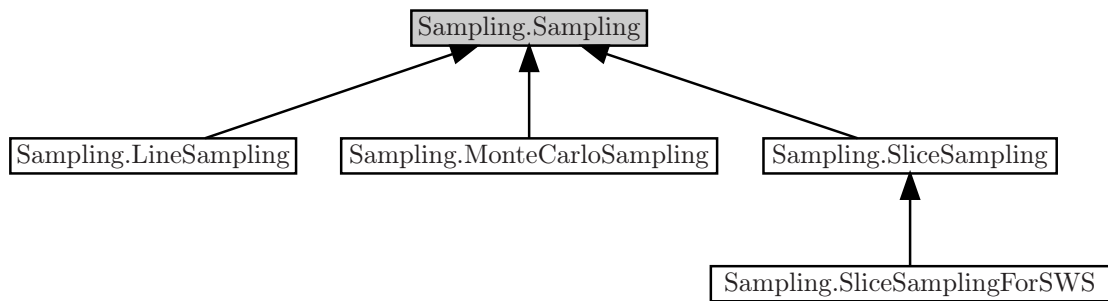 Sampling.Sampling
Sampling.LineSampling
Sampling.MonteCarloSampling
Sampling.SliceSampling
Sampling.SliceSamplingForSWS